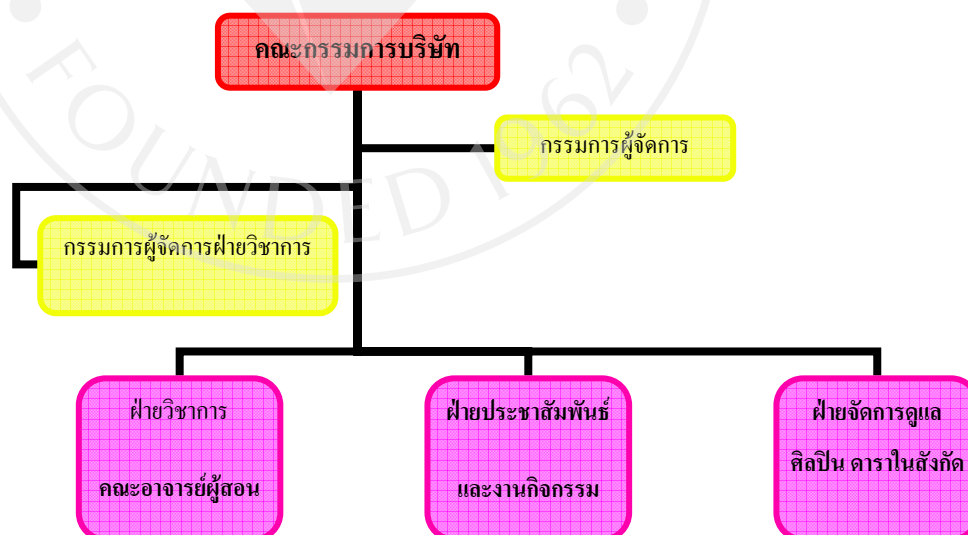 คณะกรรมการบริษัท
กรรมการผู้จัดการ
กรรมการผู้จัดการฝ่ายวิชาการ
ฝ่ายวิชาการ
คณะอาจารย์ผู้สอน
ฝ่ายประชาสัมพันธ์
และงานกิจกรรม
ฝ่ายจัดการดูแล
ศิลปิน ดาราในสังกัด
FOUNDED 1962